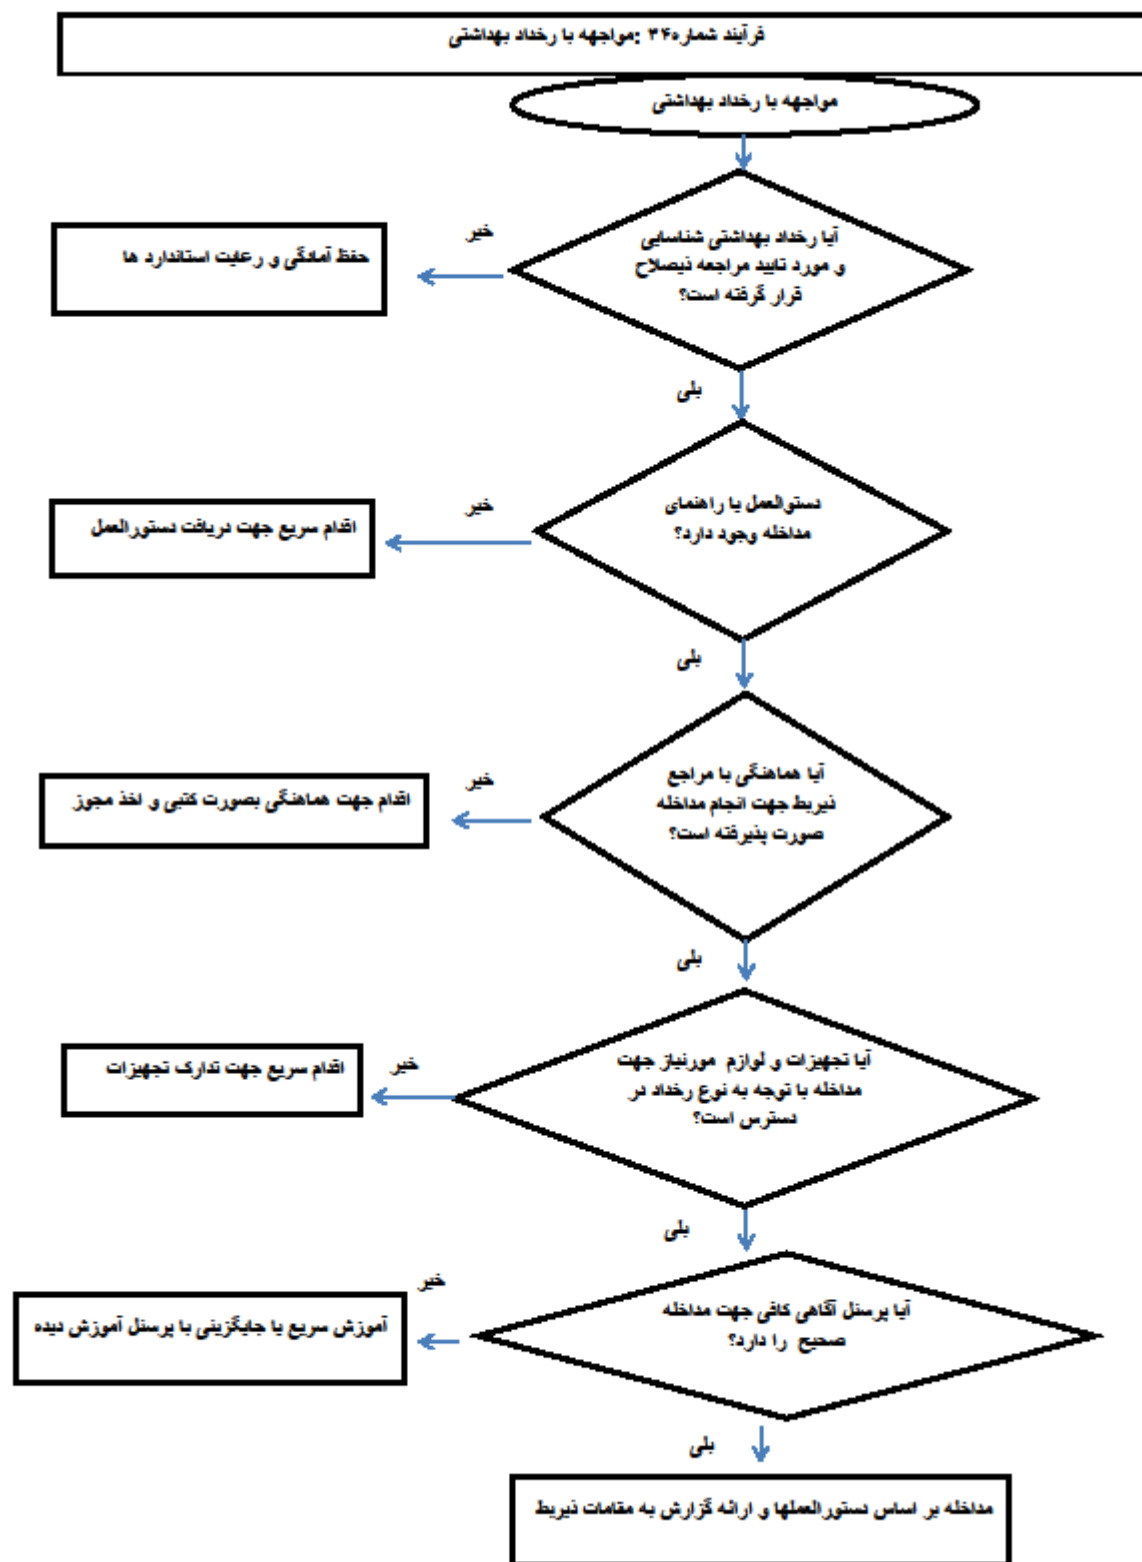 فرآیند شماره ۳۴: مواجهه با رخداد بهداشتی
مواجهه با رخداد بهداشتی
آیا رخداد بهداشتی شناسایی
و مورد تایید مراجعه ذیصلاح
قرار گرفته است؟
خیر
حفظ آمادگی و رعایت استاندارد ها
بلی
دستوالعمل یا راهنمای
مداخله وجود دارد؟
خیر
اقدام سریع جهت دریافت دستورالعمل
بلی
آیا هماهنگی با مراجع
ذیربط جهت انجام مداخله
صورت پذیرفته است؟
خیر
اقدام جهت هماهنگی بصورت کتبی و اخذ مجوز
بلی
آیا تجهیزات و لوازم مورنیاز جهت
مداخله با توجه به نوع رخداد در
دسترس است؟
خیر
اقدام سریع جهت تدارک تجهیزات
بلی
آیا پرسنل آگاهی کافی جهت مداخله
صحیح را دارد؟
خیر
آموزش سریع یا جایگزینی با پرسنل آموزش دیده
بلی
مداخله بر اساس دستورالعملها و ارائه گزارش به مقامات ذیربط